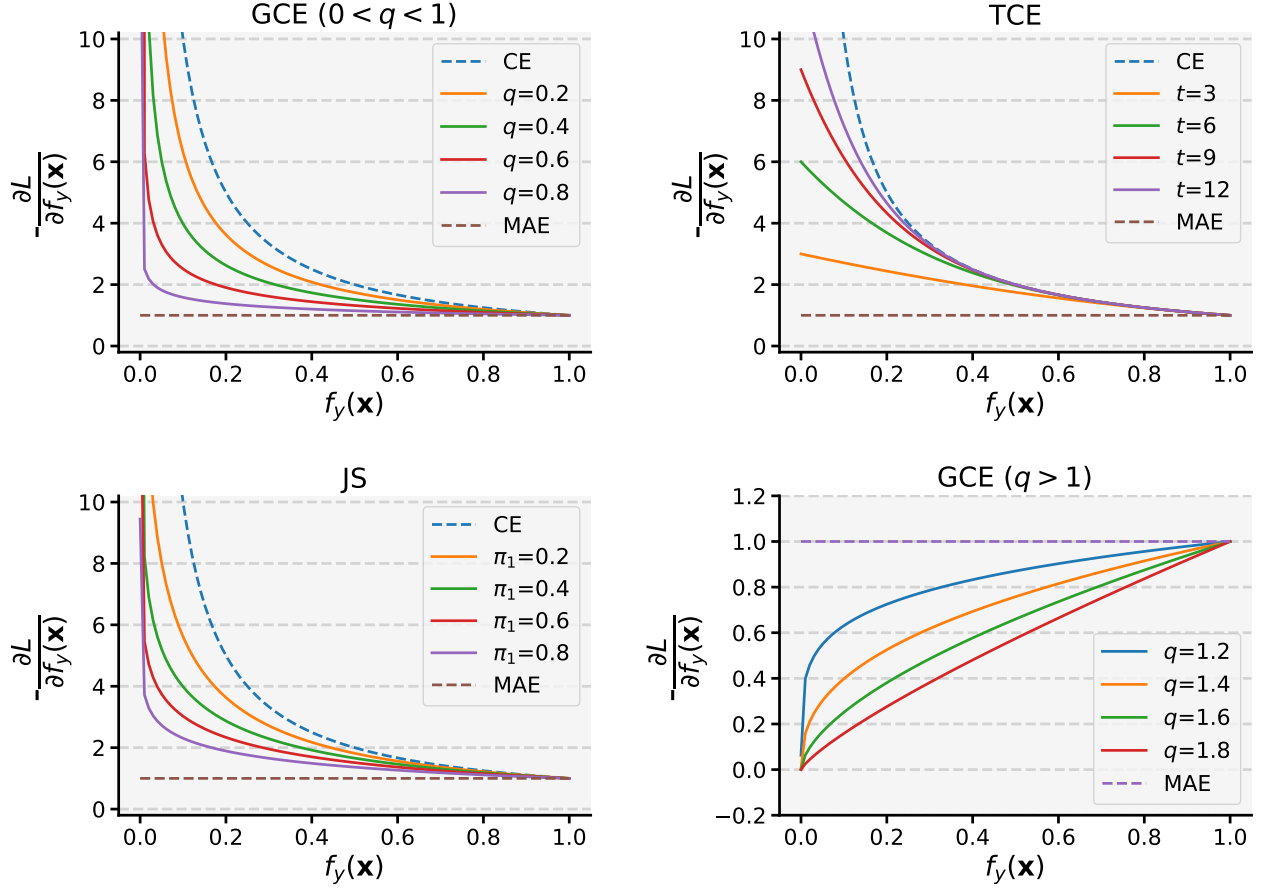 GCE (0 < q < 1)
10
8
6
4
2
0
0.0 0.2 0.4 0.6 0.8 1.0
-∂L/∂f_y(𝐱)
f_y(𝐱)
CE
q=0.2
q=0.4
q=0.6
q=0.8
MAE
TCE
10
8
6
4
2
0
0.0 0.2 0.4 0.6 0.8 1.0
-∂L/∂f_y(𝐱)
f_y(𝐱)
CE
t=3
t=6
t=9
t=12
MAE
JS
10
8
6
4
2
0
0.0 0.2 0.4 0.6 0.8 1.0
-∂L/∂f_y(𝐱)
f_y(𝐱)
CE
π₁=0.2
π₁=0.4
π₁=0.6
π₁=0.8
MAE
GCE (q > 1)
1.2
1.0
0.8
0.6
0.4
0.2
0.0
−0.2
0.0 0.2 0.4 0.6 0.8 1.0
-∂L/∂f_y(𝐱)
f_y(𝐱)
q=1.2
q=1.4
q=1.6
q=1.8
MAE